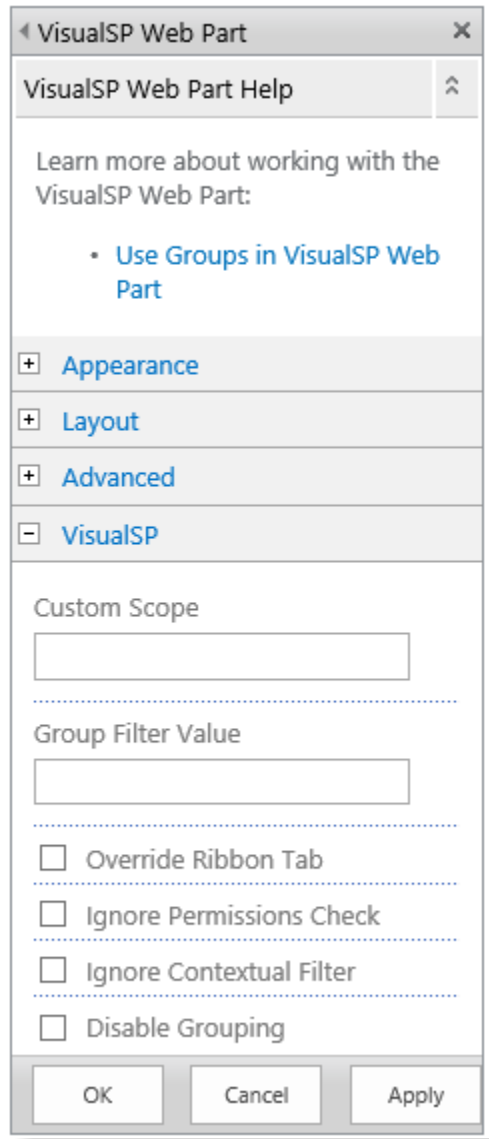 VisualSP Web Part
VisualSP Web Part Help
Learn more about working with the
VisualSP Web Part:
• Use Groups in VisualSP Web
Part
Appearance
Layout
Advanced
VisualSP
Custom Scope
Group Filter Value
Override Ribbon Tab
Ignore Permissions Check
Ignore Contextual Filter
Disable Grouping
OK Cancel Apply